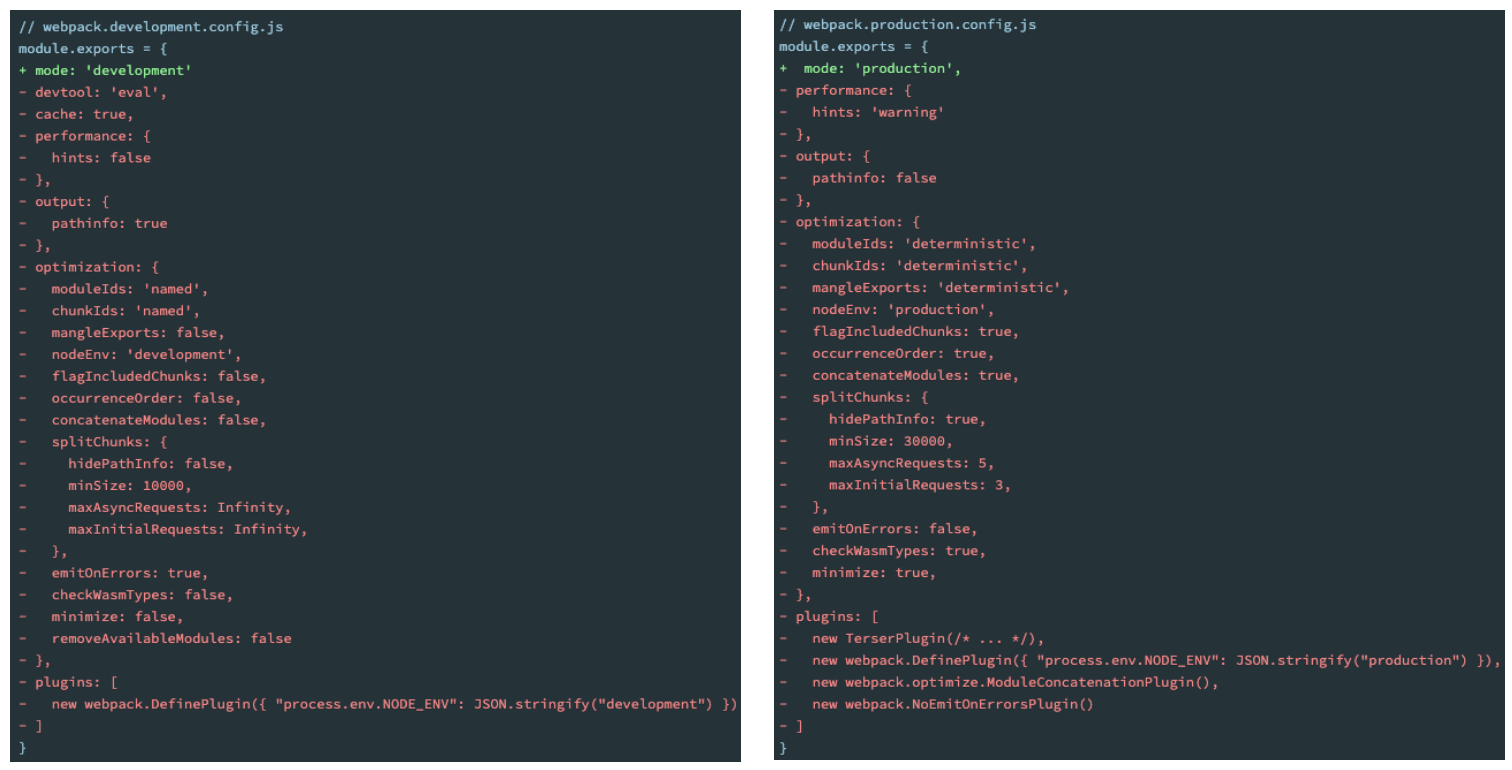 // webpack.development.config.js
module.exports = {
+ mode: 'development'
- devtool: 'eval',
- cache: true,
- performance: {
-   hints: false
- },
- output: {
-   pathinfo: true
- },
- optimization: {
-   moduleIds: 'named',
-   chunkIds: 'named',
-   mangleExports: false,
-   nodeEnv: 'development',
-   flagIncludedChunks: false,
-   occurrenceOrder: false,
-   concatenateModules: false,
-   splitChunks: {
-     hidePathInfo: false,
-     minSize: 10000,
-     maxAsyncRequests: Infinity,
-     maxInitialRequests: Infinity,
-   },
-   emitOnErrors: true,
-   checkWasmTypes: false,
-   minimize: false,
-   removeAvailableModules: false
- },
- plugins: [
-   new webpack.DefinePlugin({ "process.env.NODE_ENV": JSON.stringify("development") })
- ]
}
// webpack.production.config.js
module.exports = {
+  mode: 'production',
- performance: {
-   hints: 'warning'
- },
- output: {
-   pathinfo: false
- },
- optimization: {
-   moduleIds: 'deterministic',
-   chunkIds: 'deterministic',
-   mangleExports: 'deterministic',
-   nodeEnv: 'production',
-   flagIncludedChunks: true,
-   occurrenceOrder: true,
-   concatenateModules: true,
-   splitChunks: {
-     hidePathInfo: true,
-     minSize: 30000,
-     maxAsyncRequests: 5,
-     maxInitialRequests: 3,
-   },
-   emitOnErrors: false,
-   checkWasmTypes: true,
-   minimize: true,
- },
- plugins: [
-   new TerserPlugin(/* ... */),
-   new webpack.DefinePlugin({ "process.env.NODE_ENV": JSON.stringify("production") }),
-   new webpack.optimize.ModuleConcatenationPlugin(),
-   new webpack.NoEmitOnErrorsPlugin()
- ]
}